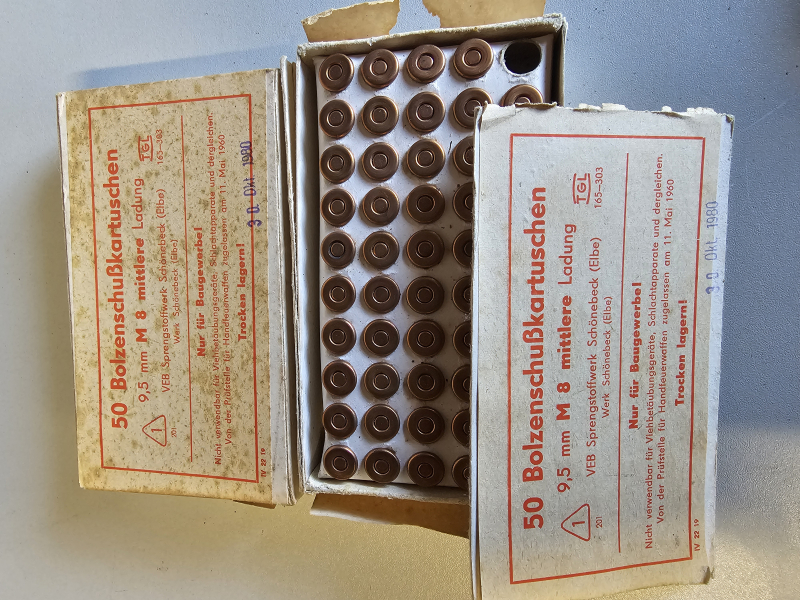 50 Bolzenschußkartuschen
9,5 mm M 8 mittlere Ladung
TGL
165-303
1
201
VEB Sprengstoffwerk Schönebeck (Elbe)
Werk Schönebeck (Elbe)
Nur für Baugewerbe!
Nicht verwendbar für Viehbetäubungsgeräte, Schlachtapparate und dergleichen.
Von der Prüfstelle für Handfeuerwaffen zugelassen am 11. Mai 1960
Trocken lagern!
IV 22 19
30. Okt. 1980
50 Bolzenschußkartuschen
9,5 mm M 8 mittlere Ladung
TGL
165-303
1
201
VEB Sprengstoffwerk Schönebeck (Elbe)
Werk Schönebeck (Elbe)
Nur für Baugewerbe!
Nicht verwendbar für Viehbetäubungsgeräte, Schlachtapparate und dergleichen.
Von der Prüfstelle für Handfeuerwaffen zugelassen am 11. Mai 1960
Trocken lagern!
IV 22 19
30. Okt. 1980